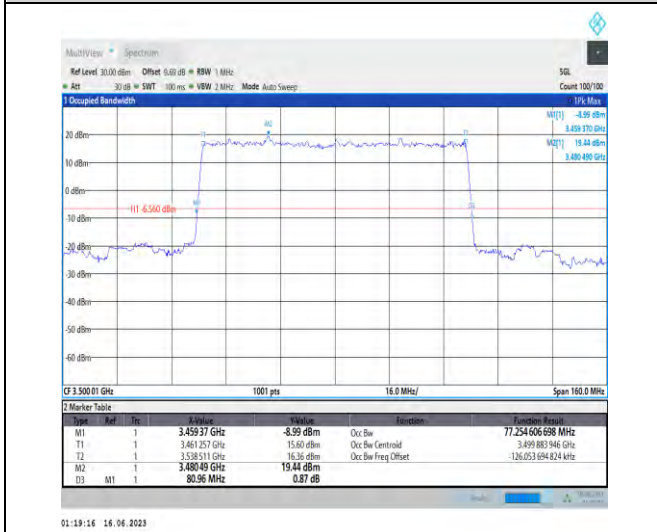 MultiView Spectrum
Ref Level 30.00 dBm Offset 0.60 dB RBW 1 MHz SGL
Att 30 dB SWT 100 ms VBW 2 MHz Mode Auto Sweep Count 100/100
1 Occupied Bandwidth 1Pk Max
M1[1] -8.99 dBm
3.459 370 GHz
M2[1] 19.44 dBm
3.480 490 GHz
M2
T1
20 dBm
10 dBm
0 dBm
M1
H1 -6.560 dBm
-10 dBm
-20 dBm
-30 dBm
-40 dBm
-50 dBm
-60 dBm
CF 3.500 01 GHz 1001 pts 16.0 MHz/ Span 160.0 MHz
2 Marker Table
Type Ref Trc X-Value Y-Value Function Function Result
M1 1 3.459 37 GHz -8.99 dBm Occ Bw 77.254 606 698 MHz
T1 1 3.461 257 GHz 15.60 dBm Occ Bw Centroid 3.499 883 946 GHz
T2 1 3.538 511 GHz 16.36 dBm Occ Bw Freq Offset -126.053 694 824 kHz
M2 1 3.480 49 GHz 19.44 dBm
D3 M1 1 80.96 MHz 0.87 dB
01:19:16 16.06.2023